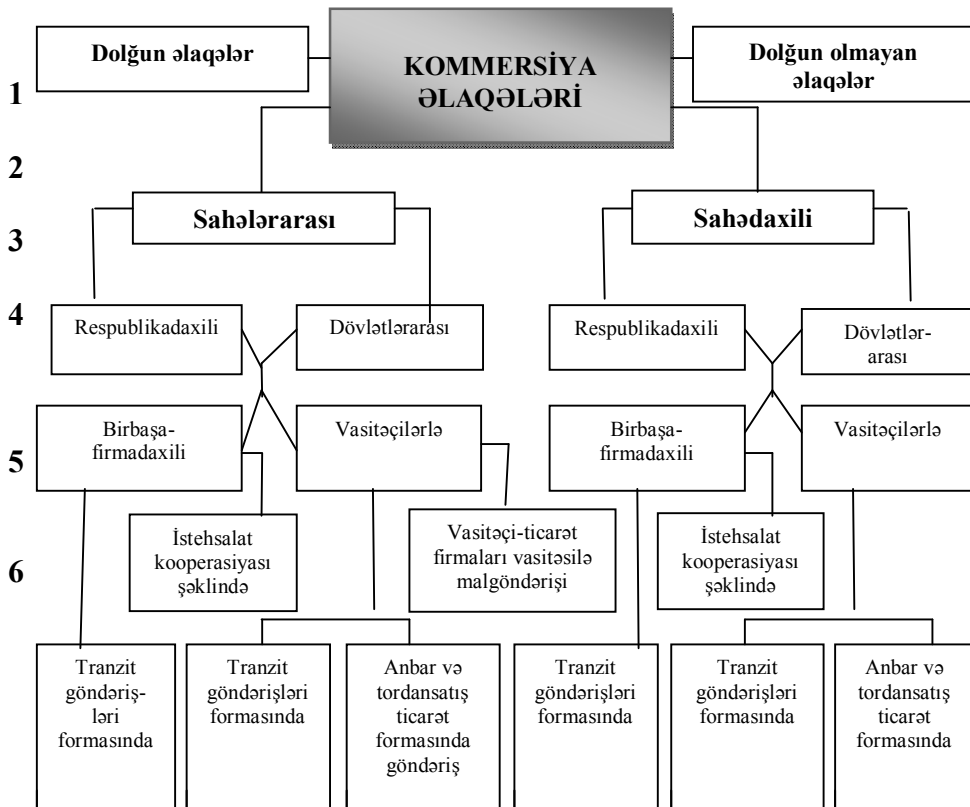 Dolğun əlaqələr
KOMMERSİYA
ƏLAQƏLƏRİ
Dolğun olmayan
əlaqələr
1
2
Sahələrarası
Sahədaxili
3
4
Respublikadaxili
Dövlətlərarası
Respublikadaxili
Dövlətlər-
arası
Birbaşa-
firmadaxili
Vasitəçilərlə
Birbaşa-
firmadaxili
Vasitəçilərlə
5
İstehsalat
kooperasiyası
şəklində
Vasitəçi-ticarət
firmaları vasitəsilə
malgöndərişi
İstehsalat
kooperasiyası
şəklində
6
Tranzit
göndəriş-
ləri
formasında
Tranzit
göndərişləri
formasında
Anbar və
tordansatış
ticarət
formasında
göndəriş
Tranzit
göndərişləri
formasında
Tranzit
göndərişləri
formasında
Anbar və
tordansatış
ticarət
formasında